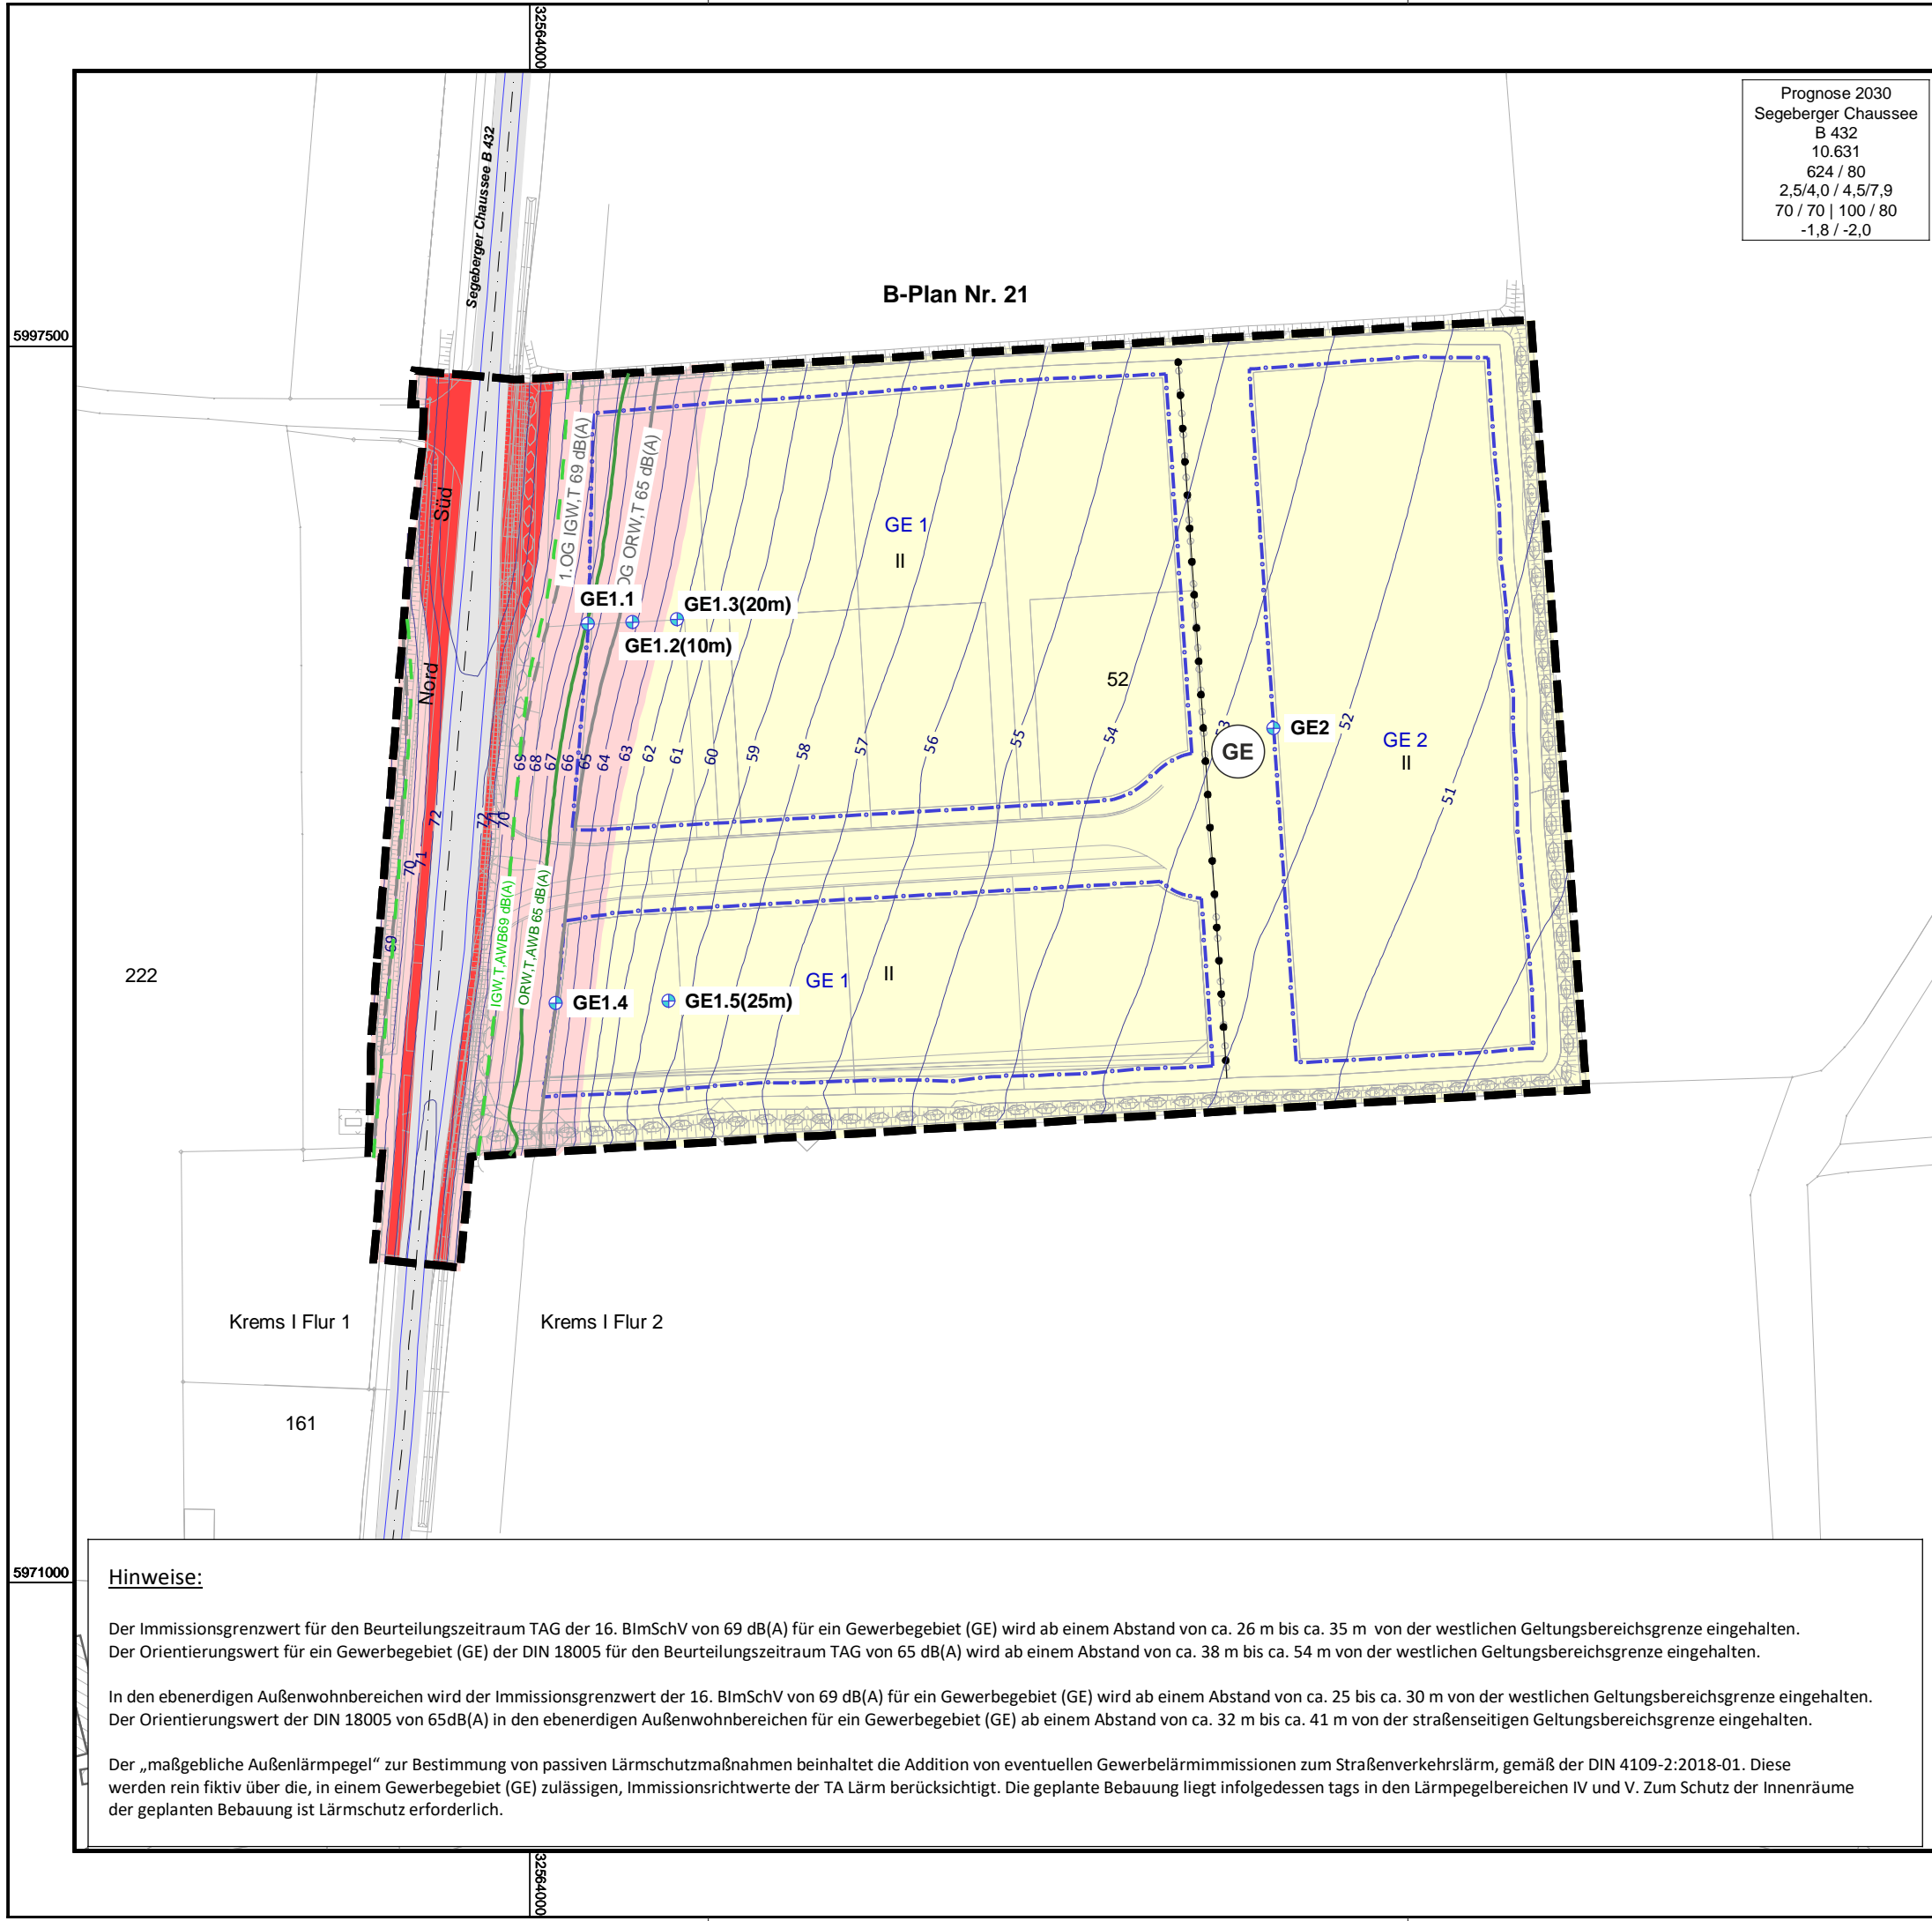 32564000
Prognose 2030
Segeberger Chaussee
B 432
10.631
624 / 80
2,5/4,0 / 4,5/7,9
70 / 70 | 100 / 80
-1,8 / -2,0
Segeberger Chaussee B 432
B-Plan Nr. 21
5997500
Süd
Nord
1.OG IGW,T 69 dB(A)
OG ORW,T 65 dB(A)
GE 1
II
GE1.1
GE1.3(20m)
GE1.2(10m)
52
GE
GE2
GE 2
II
69
68
67
66
65
64
63
62
61
60
59
58
57
56
55
54
3
52
51
72
72
71
70
70
71
69
IGW,T,AWB69 dB(A)
ORW,T,AWB 65 dB(A)
222
GE 1
II
GE1.4
GE1.5(25m)
Krems I Flur 1
Krems I Flur 2
161
5971000
Hinweise:
Der Immissionsgrenzwert für den Beurteilungszeitraum TAG der 16. BImSchV von 69 dB(A) für ein Gewerbegebiet (GE) wird ab einem Abstand von ca. 26 m bis ca. 35 m von der westlichen Geltungsbereichsgrenze eingehalten.
Der Orientierungswert für ein Gewerbegebiet (GE) der DIN 18005 für den Beurteilungszeitraum TAG von 65 dB(A) wird ab einem Abstand von ca. 38 m bis ca. 54 m von der westlichen Geltungsbereichsgrenze eingehalten.
In den ebenerdigen Außenwohnbereichen wird der Immissionsgrenzwert der 16. BImSchV von 69 dB(A) für ein Gewerbegebiet (GE) wird ab einem Abstand von ca. 25 bis ca. 30 m von der westlichen Geltungsbereichsgrenze eingehalten.
Der Orientierungswert der DIN 18005 von 65dB(A) in den ebenerdigen Außenwohnbereichen für ein Gewerbegebiet (GE) ab einem Abstand von ca. 32 m bis ca. 41 m von der straßenseitigen Geltungsbereichsgrenze eingehalten.
Der „maßgebliche Außenlärmpegel“ zur Bestimmung von passiven Lärmschutzmaßnahmen beinhaltet die Addition von eventuellen Gewerbelärmimmissionen zum Straßenverkehrslärm, gemäß der DIN 4109-2:2018-01. Diese
werden rein fiktiv über die, in einem Gewerbegebiet (GE) zulässigen, Immissionsrichtwerte der TA Lärm berücksichtigt. Die geplante Bebauung liegt infolgedessen tags in den Lärmpegelbereichen IV und V. Zum Schutz der Innenräume
der geplanten Bebauung ist Lärmschutz erforderlich.
32564000